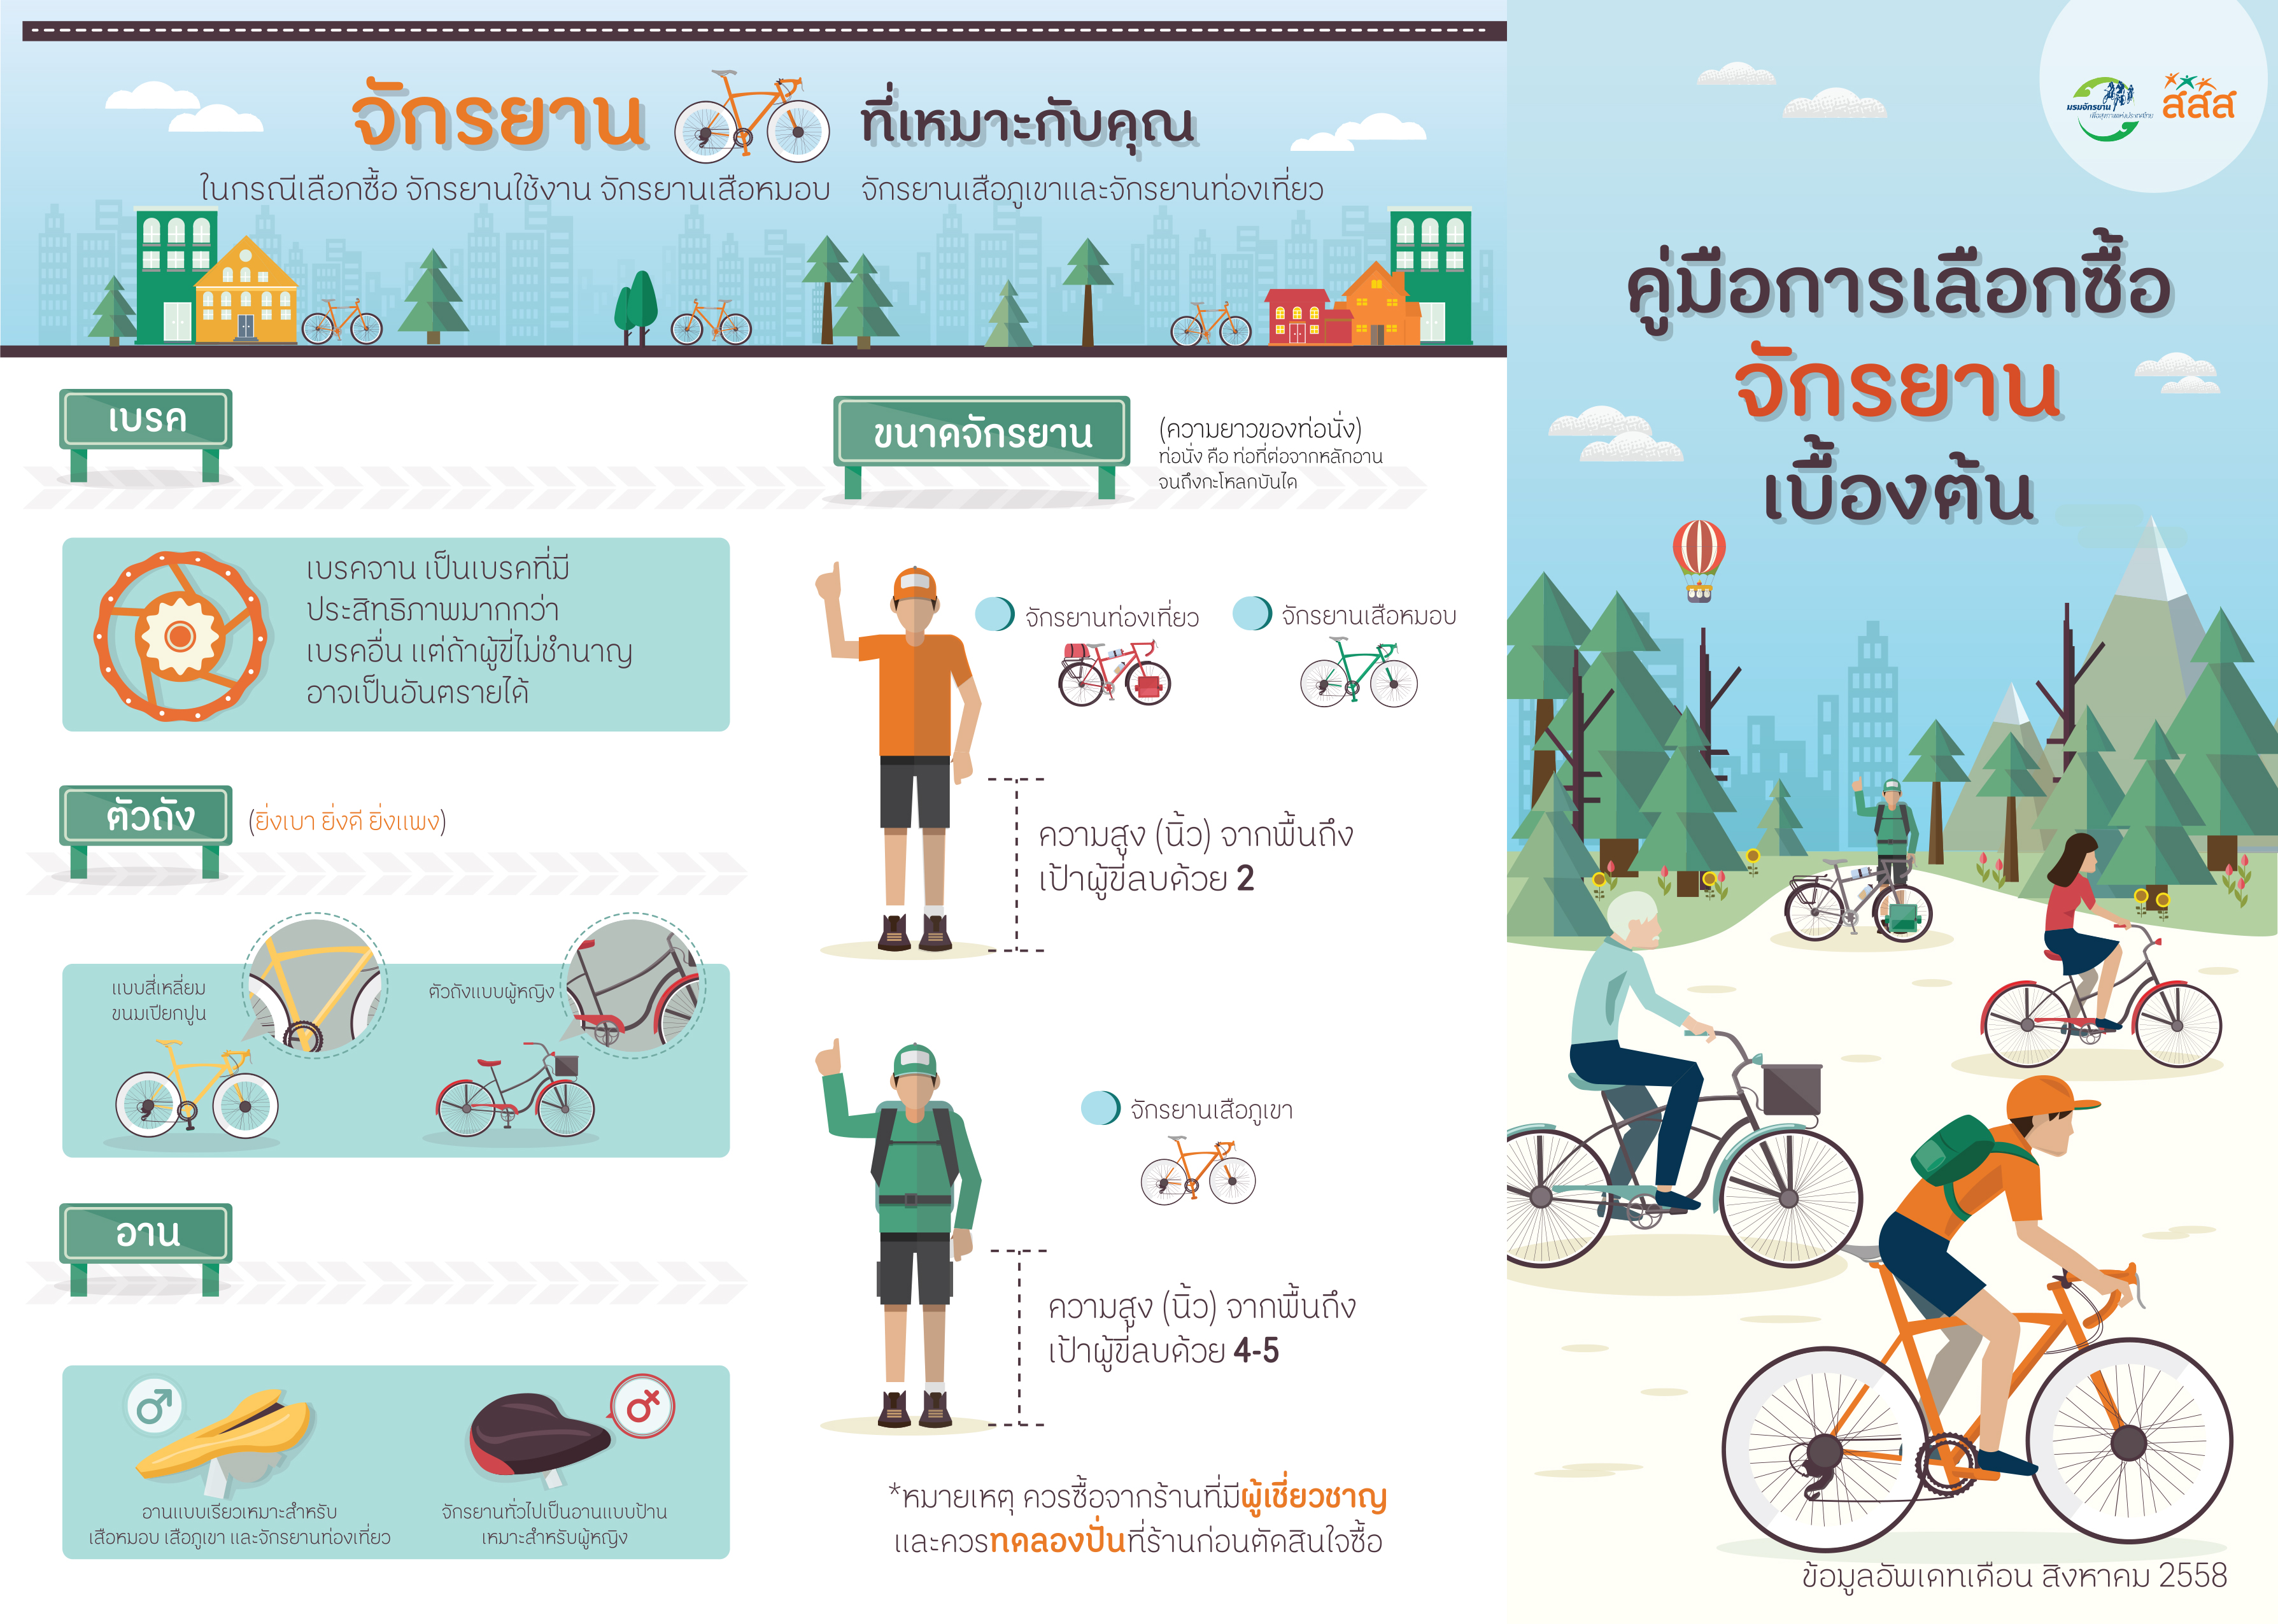 จักรยาน ที่เหมาะกับคุณ
ในกรณีเลือกซื้อ จักรยานใช้งาน จักรยานเสือหมอบ จักรยานเสือภูเขาและจักรยานท่องเที่ยว
เบรค
เบรคจาน เป็นเบรคที่มี
ประสิทธิภาพมากกว่า
เบรคอื่น แต่ถ้าผู้ขี่ไม่ชำนาญ
อาจเป็นอันตรายได้
ตัวถัง
(ยิ่งเบา ยิ่งดี ยิ่งแพง)
แบบสี่เหลี่ยม
ขนมเปียกปูน
ตัวถังแบบผู้หญิง
อาน
อานแบบเรียวเหมาะสำหรับ
เสือหมอบ เสือภูเขา และจักรยานท่องเที่ยว
จักรยานทั่วไปเป็นอานแบบป้าน
เหมาะสำหรับผู้หญิง
ขนาดจักรยาน
(ความยาวของท่อนั่ง)
ท่อนั่ง คือ ท่อที่ต่อจากหลักอาน
จนถึงกะโหลกบันได
จักรยานท่องเที่ยว
จักรยานเสือหมอบ
ความสูง (นิ้ว) จากพื้นถึง
เป้าผู้ขี่ลบด้วย 2
จักรยานเสือภูเขา
ความสูง (นิ้ว) จากพื้นถึง
เป้าผู้ขี่ลบด้วย 4-5
*หมายเหตุ ควรซื้อจากร้านที่มีผู้เชี่ยวชาญ
และควรทดลองปั่นที่ร้านก่อนตัดสินใจซื้อ
ชมรมจักรยาน
เพื่อสุขภาพแห่งประเทศไทย
สสส
คู่มือการเลือกซื้อ
จักรยาน
เบื้องต้น
ข้อมูลอัพเดทเดือน สิงหาคม 2558